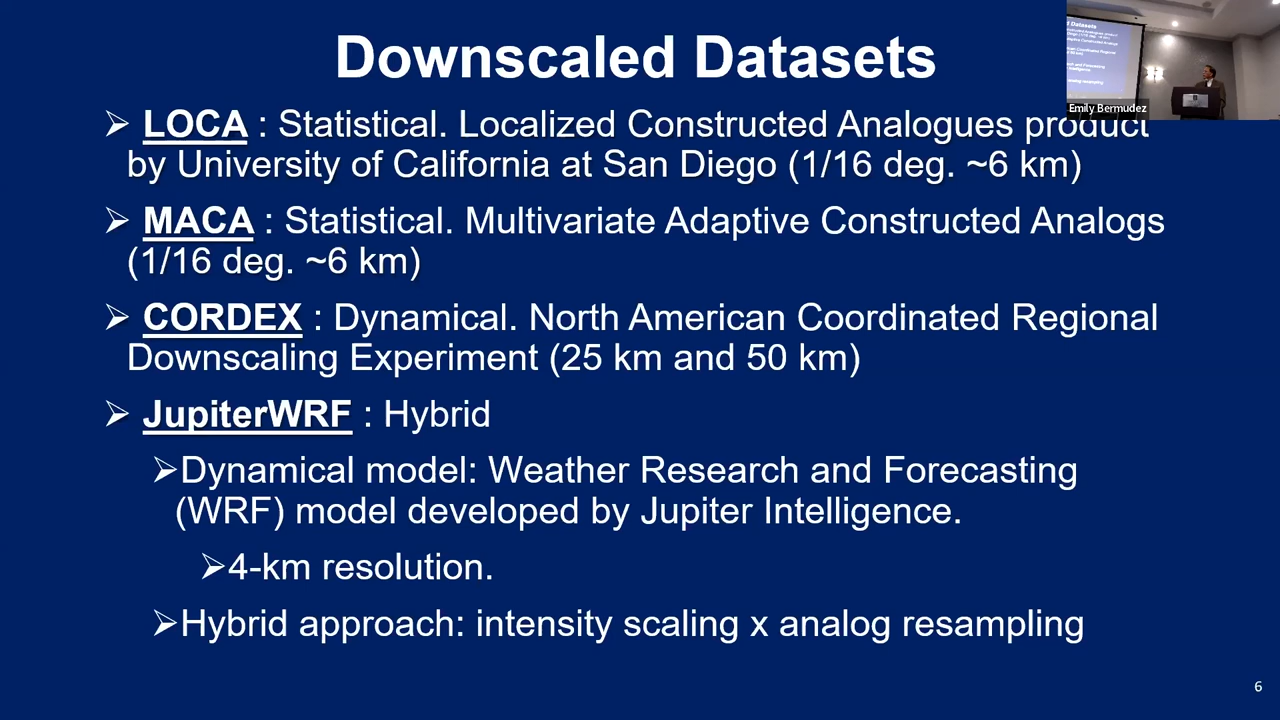 Downscaled Datasets
➢ LOCA : Statistical. Localized Constructed Analogues product
by University of California at San Diego (1/16 deg. ~6 km)
➢ MACA : Statistical. Multivariate Adaptive Constructed Analogs
(1/16 deg. ~6 km)
➢ CORDEX : Dynamical. North American Coordinated Regional
Downscaling Experiment (25 km and 50 km)
➢ JupiterWRF : Hybrid
➢Dynamical model: Weather Research and Forecasting
(WRF) model developed by Jupiter Intelligence.
➢4-km resolution.
➢Hybrid approach: intensity scaling x analog resampling
6
Emily Bermudez